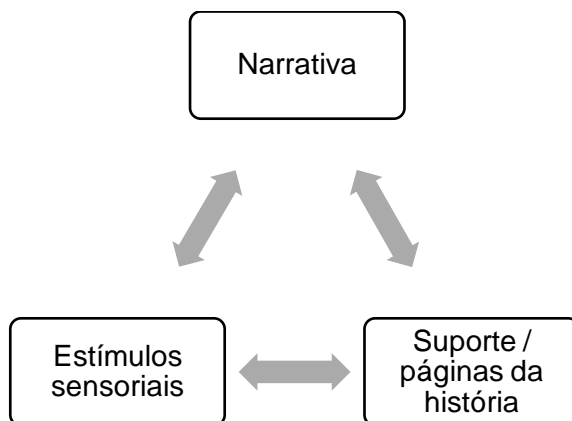 Narrativa
Estímulos
sensoriais
Suporte /
páginas da
história